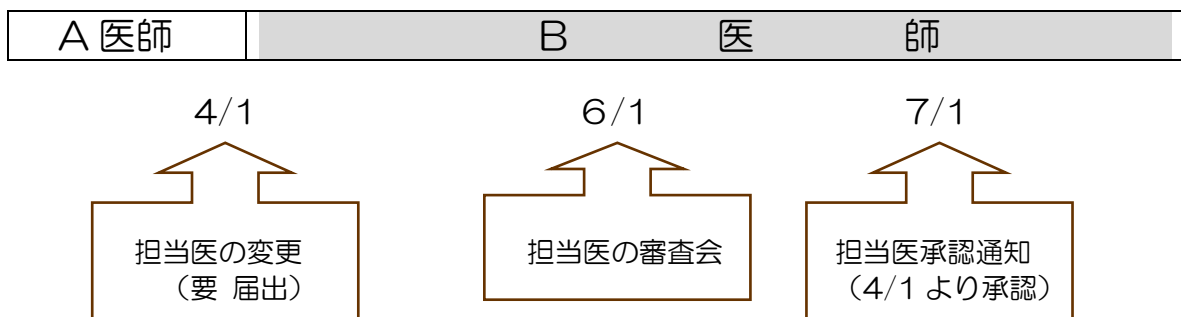 A医師 B 医 師
4/1 6/1 7/1
担当医の変更
（要 届出）
担当医の審査会
担当医承認通知
（4/1より承認）